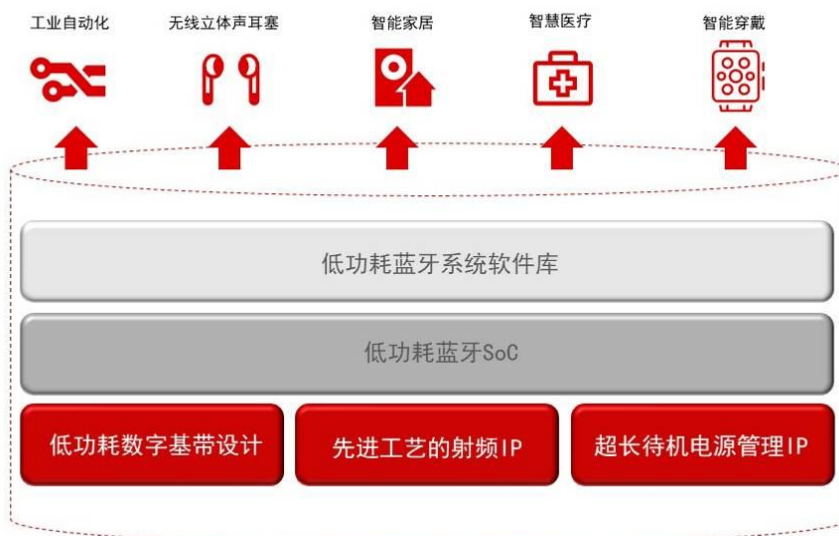 工业自动化
无线立体声耳塞
智能家居
智慧医疗
智能穿戴
低功耗蓝牙系统软件库
低功耗蓝牙SoC
低功耗数字基带设计
先进工艺的射频IP
超长待机电源管理IP